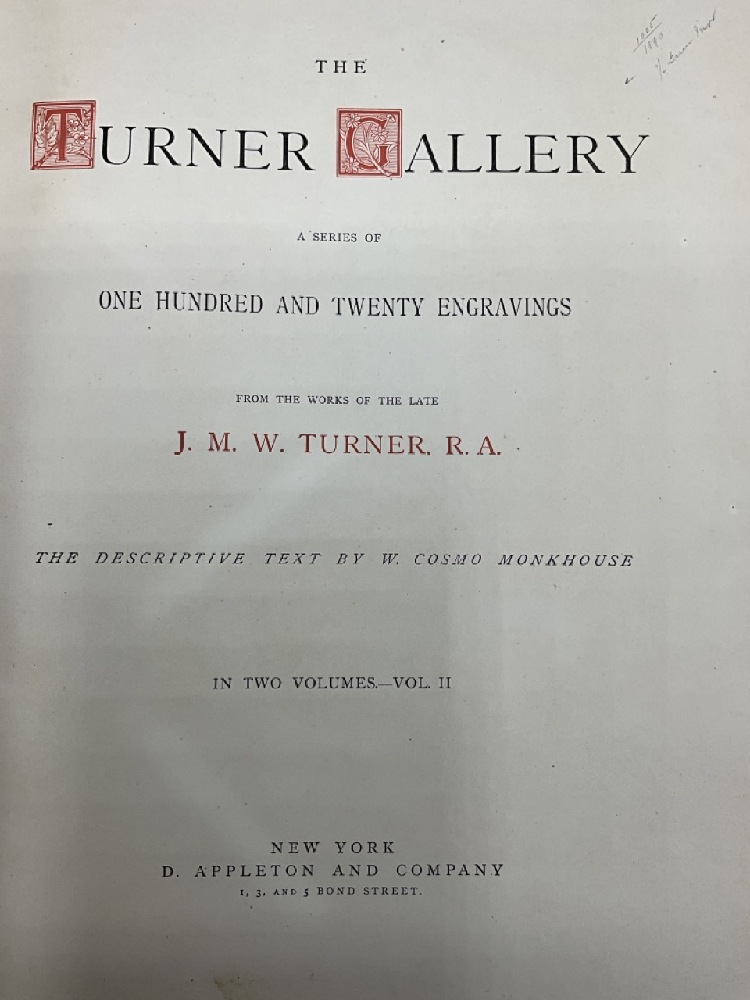 THE
TURNER GALLERY
A SERIES OF
ONE HUNDRED AND TWENTY ENGRAVINGS
FROM THE WORKS OF THE LATE
J. M. W. TURNER, R. A.
THE DESCRIPTIVE TEXT BY W. COSMO MONKHOUSE
IN TWO VOLUMES.—VOL. II
NEW YORK
D. APPLETON AND COMPANY
1, 3, AND 5 BOND STREET.